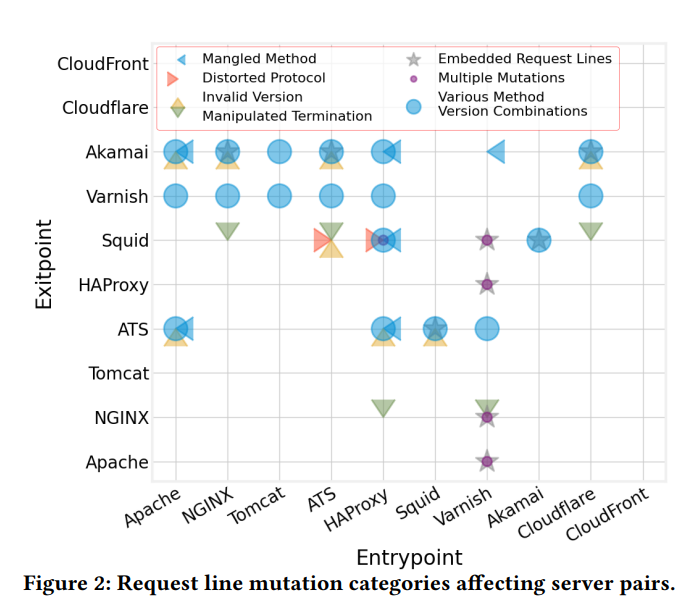 CloudFront
Cloudflare
Akamai
Varnish
Squid
HAProxy
ATS
Tomcat
NGINX
Apache
Exitpoint
Mangled Method
Distorted Protocol
Invalid Version
Manipulated Termination
Embedded Request Lines
Multiple Mutations
Various Method
Version Combinations
Apache
NGINX
Tomcat
ATS
HAProxy
Squid
Varnish
Akamai
Cloudflare
CloudFront
Entrypoint
Figure 2: Request line mutation categories affecting server pairs.